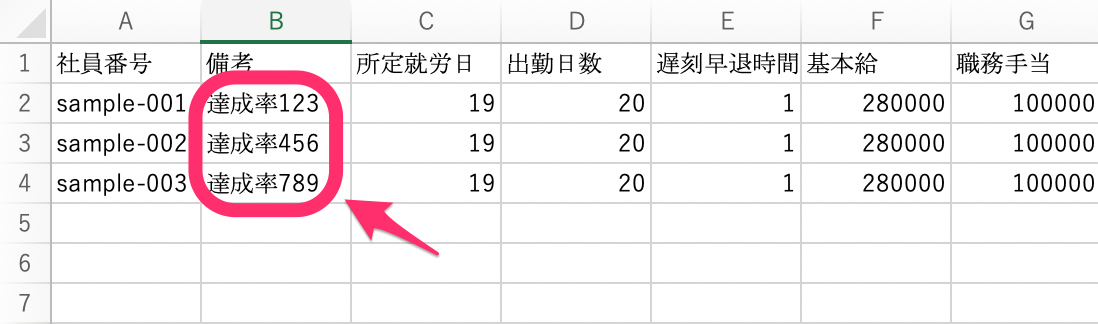 A B C D E F G
1 社員番号 備考 所定就労日 出勤日数 遅刻早退時間 基本給 職務手当
2 sample-001 達成率123 19 20 1 280000 100000
3 sample-002 達成率456 19 20 1 280000 100000
4 sample-003 達成率789 19 20 1 280000 100000
5
6
7